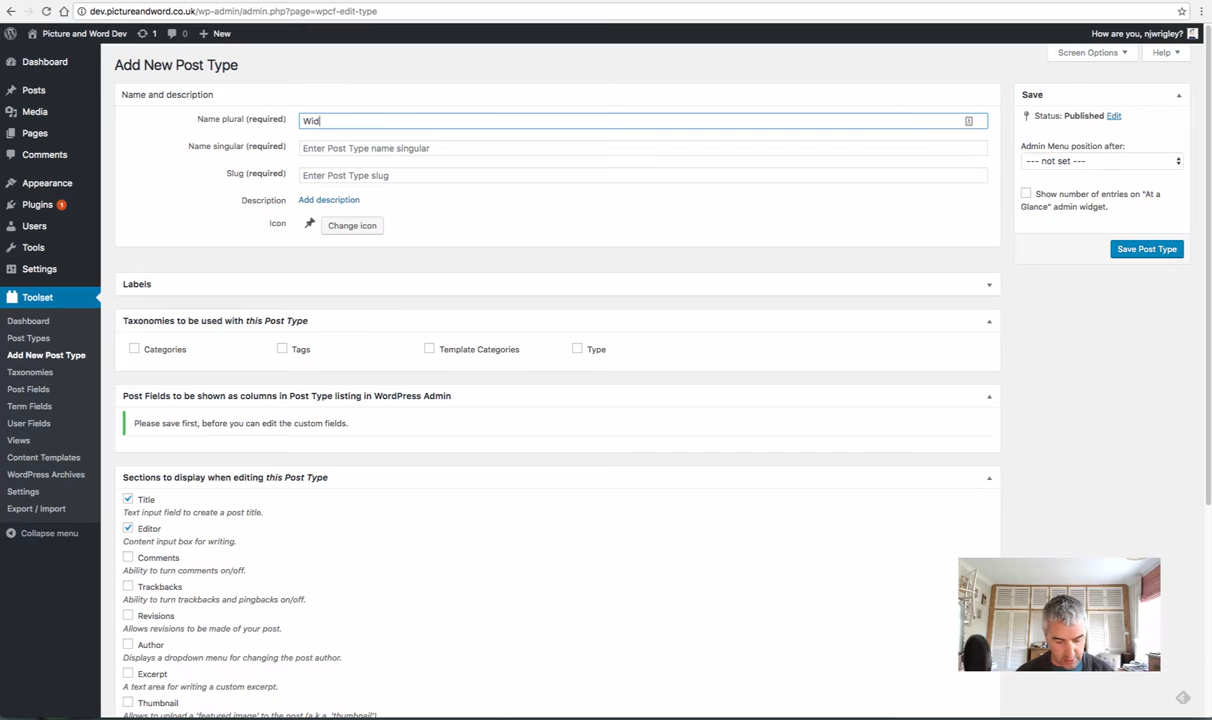 dev.pictureandword.co.uk/wp-admin/admin.php?page=wpcf-edit-type
Picture and Word Dev 1 0 New
How are you, njwrigley?
Screen Options Help
Dashboard
Posts
Media
Pages
Comments
Appearance
Plugins 1
Users
Tools
Settings
Toolset
Dashboard
Post Types
Add New Post Type
Taxonomies
Post Fields
Term Fields
User Fields
Views
Content Templates
WordPress Archives
Settings
Export / Import
Collapse menu
Add New Post Type
Name and description
Name plural (required) Wid
Name singular (required) Enter Post Type name singular
Slug (required) Enter Post Type slug
Description Add description
Icon Change icon
Labels
Taxonomies to be used with this Post Type
Categories Tags Template Categories Type
Post Fields to be shown as columns in Post Type listing in WordPress Admin
Please save first, before you can edit the custom fields.
Sections to display when editing this Post Type
Title
Text input field to create a post title.
Editor
Content input box for writing.
Comments
Ability to turn comments on/off.
Trackbacks
Ability to turn trackbacks and pingbacks on/off.
Revisions
Allows revisions to be made of your post.
Author
Displays a dropdown menu for changing the post author.
Excerpt
A text area for writing a custom excerpt.
Thumbnail
Allows to upload a 'featured image' to the post (a.k.a. 'thumbnail')
Save
Status: Published Edit
Admin Menu position after:
--- not set ---
Show number of entries on "At a
Glance" admin widget.
Save Post Type